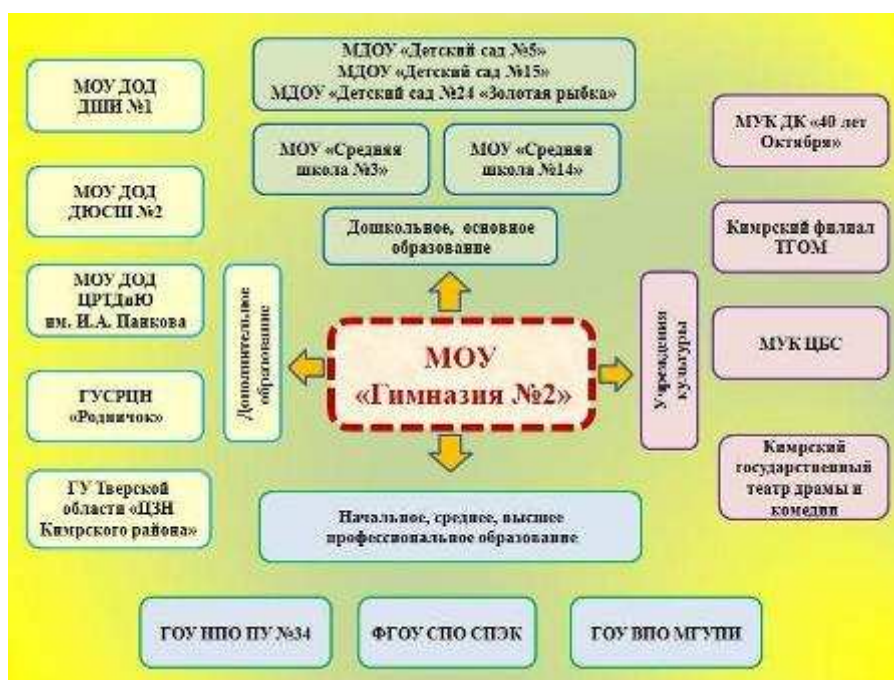 МДОУ «Детский сад №5»
МДОУ «Детский сад №15»
МДОУ «Детский сад №24 «Золотая рыбка»
МОУ ДОД
ДШИ №1
МУК ДК «40 лет
Октября»
МОУ «Средняя
школа №3»
МОУ «Средняя
школа №14»
МОУ ДОД
ДЮСШ №2
Дошкольное, основное
образование
Кимрский филиал
ТГОМ
МОУ ДОД
ЦРТДиЮ
им. И.А. Панкова
Дополнительное
образование
МОУ
«Гимназия №2»
Учреждения
культуры
МУК ЦБС
ГУСРЦН
«Родничок»
Кимрский
государственный
театр драмы и
комедии
ГУ Тверской
области «ЦЗН
Кимрского района»
Начальное, среднее, высшее
профессиональное образование
ГОУ НПО ПУ №34
ФГОУ СПО СПЭК
ГОУ ВПО МГУПИ